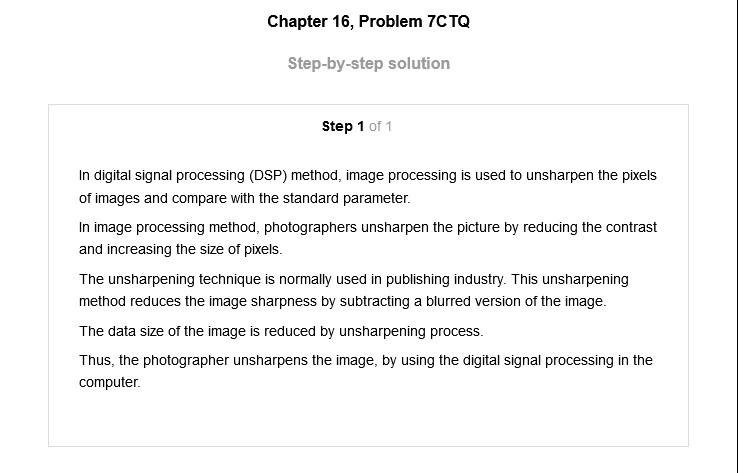 Chapter 16, Problem 7CTQ
Step-by-step solution
Step 1 of 1
In digital signal processing (DSP) method, image processing is used to unsharpen the pixels
of images and compare with the standard parameter.
In image processing method, photographers unsharpen the picture by reducing the contrast
and increasing the size of pixels.
The unsharpening technique is normally used in publishing industry. This unsharpening
method reduces the image sharpness by subtracting a blurred version of the image.
The data size of the image is reduced by unsharpening process.
Thus, the photographer unsharpens the image, by using the digital signal processing in the
computer.